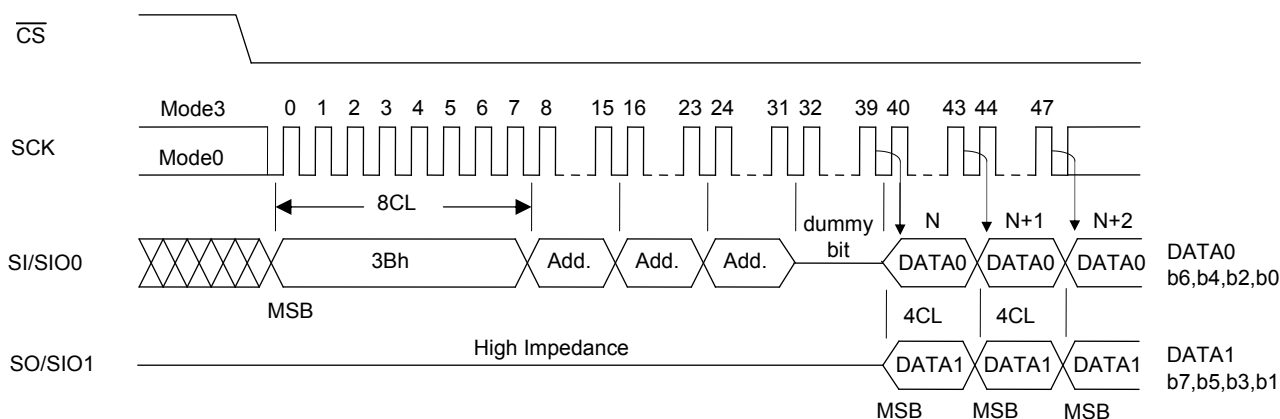 CS
Mode3 0 1 2 3 4 5 6 7 8 15 16 23 24 31 32 39 40 43 44 47
SCK
Mode0
8CL
dummy
bit
N N+1 N+2
SI/SIO0 3Bh Add. Add. Add. DATA0 DATA0 DATA0
DATA0
b6,b4,b2,b0
MSB
4CL 4CL
High Impedance
SO/SIO1 DATA1 DATA1 DATA1
DATA1
b7,b5,b3,b1
MSB MSB MSB